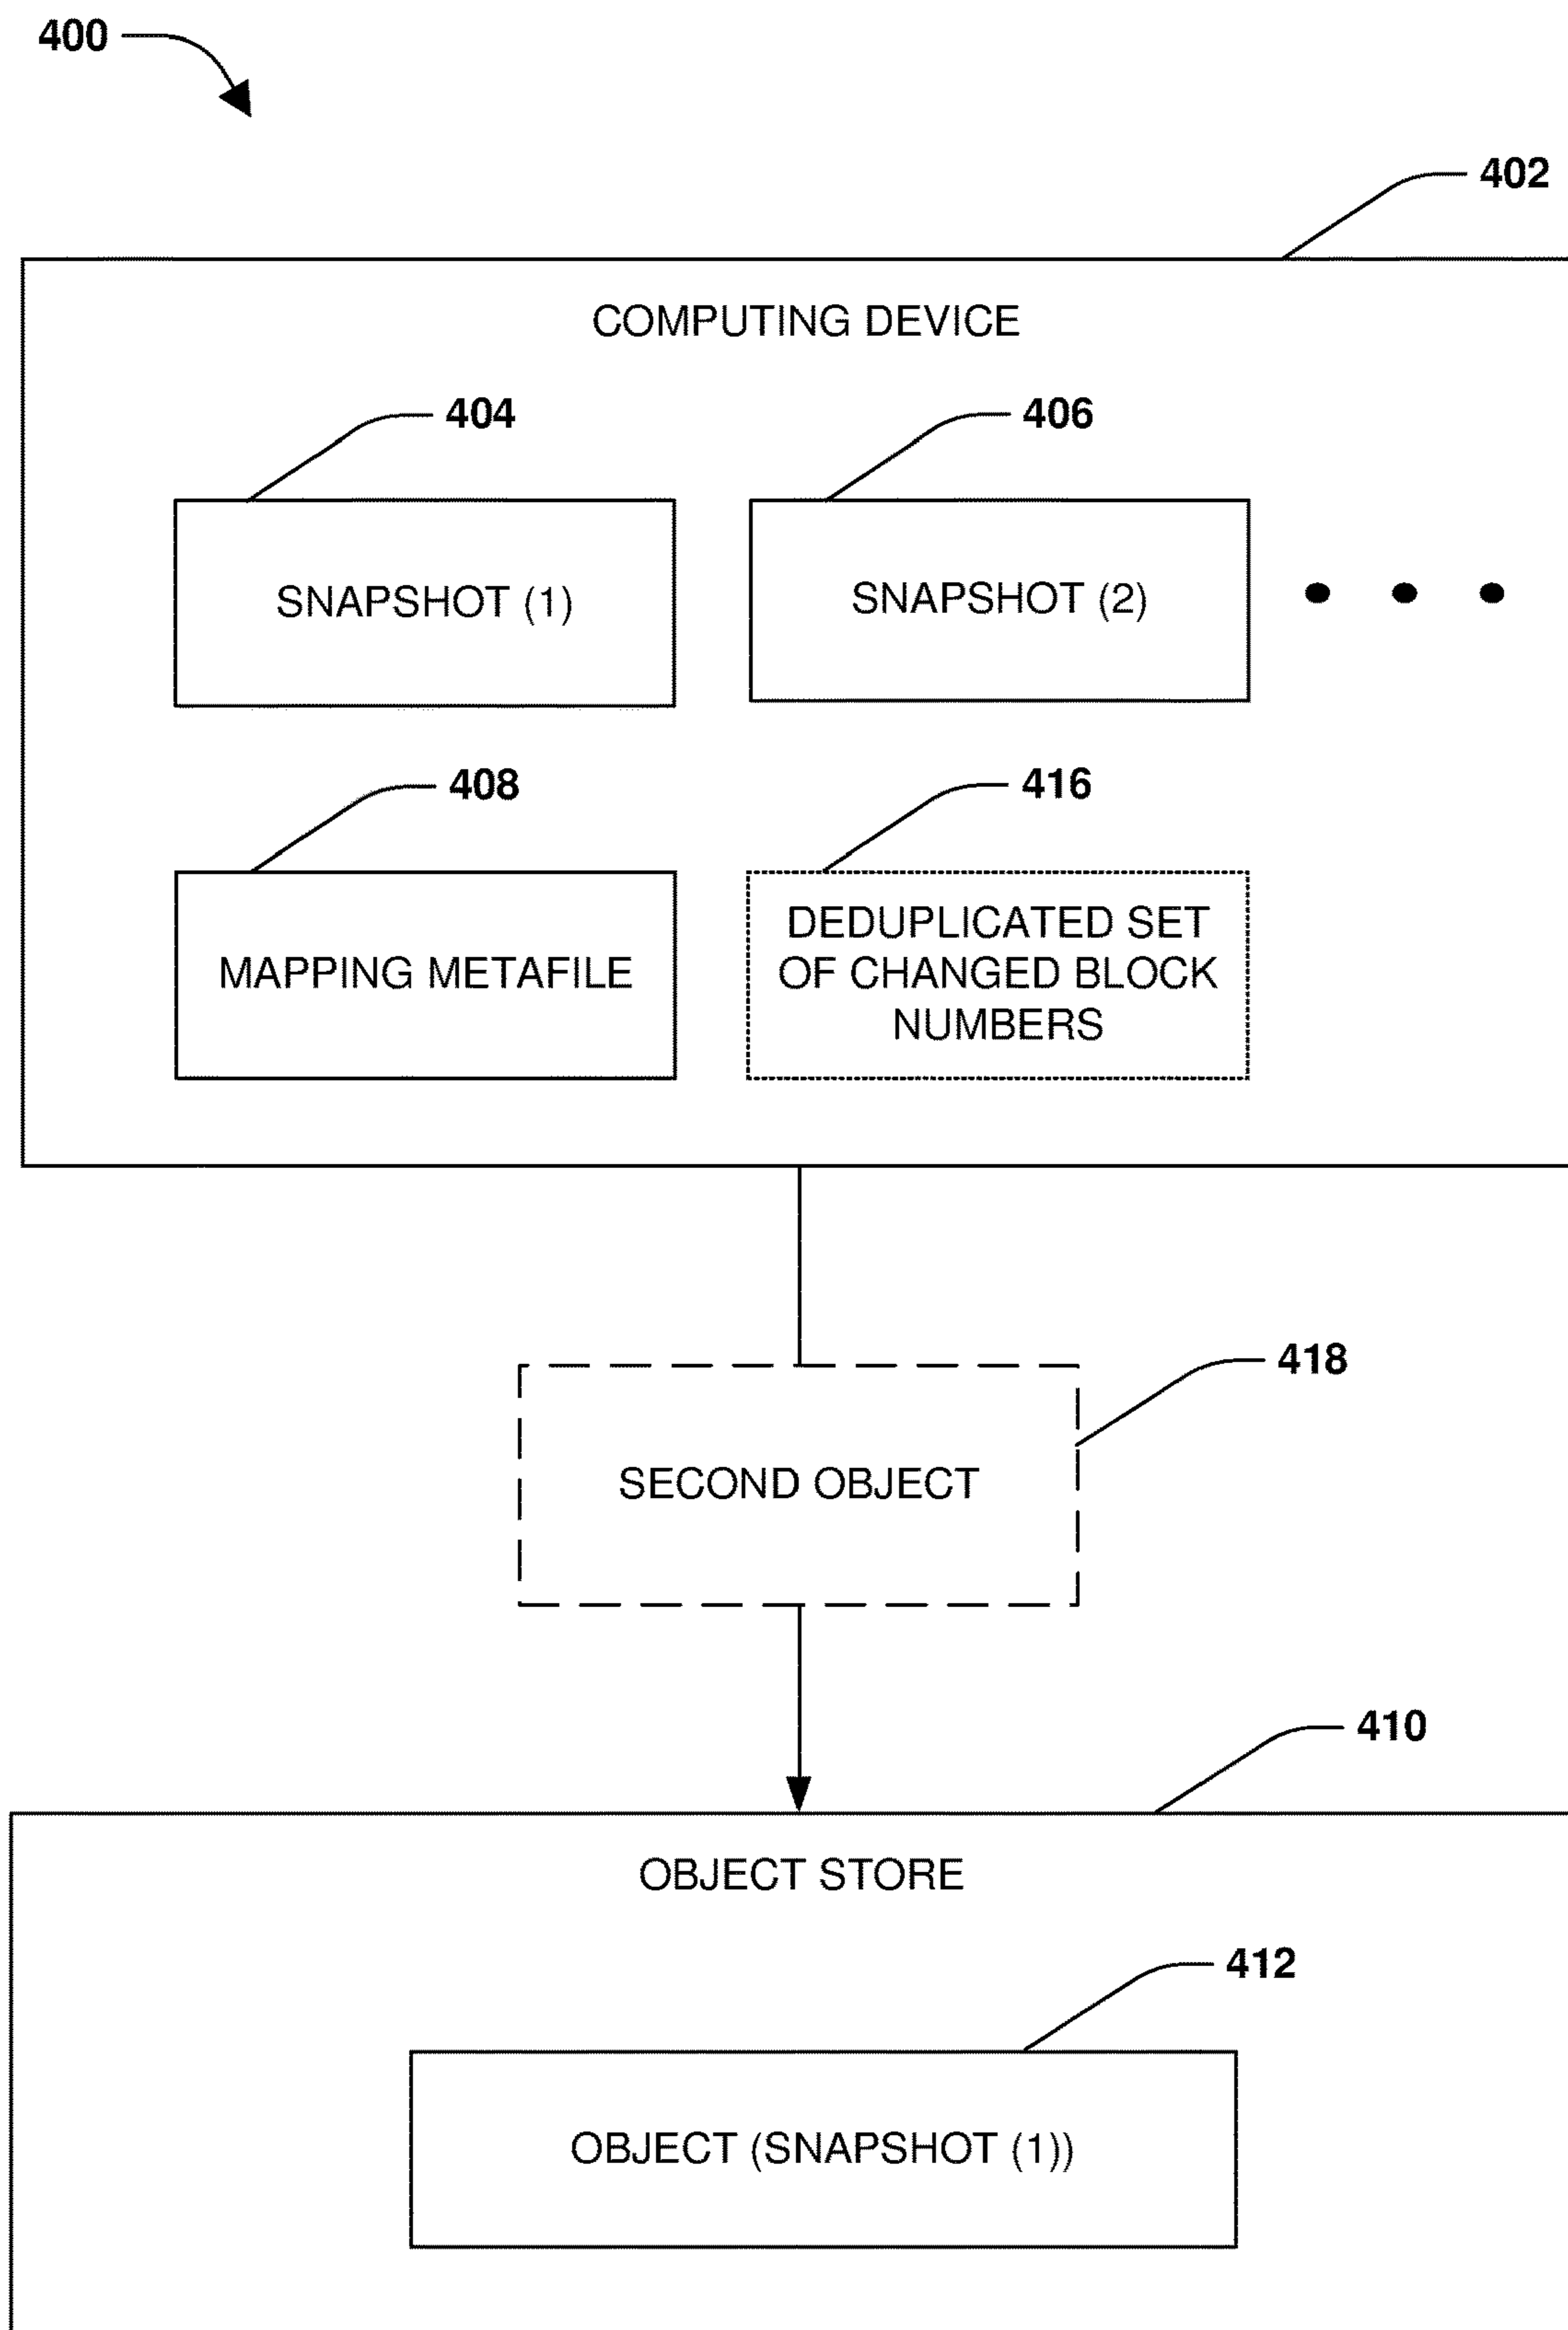 400
402
COMPUTING DEVICE
404
406
SNAPSHOT (1)
SNAPSHOT (2)
408
416
MAPPING METAFILE
DEDUPLICATED SET
OF CHANGED BLOCK
NUMBERS
418
SECOND OBJECT
410
OBJECT STORE
412
OBJECT (SNAPSHOT (1))